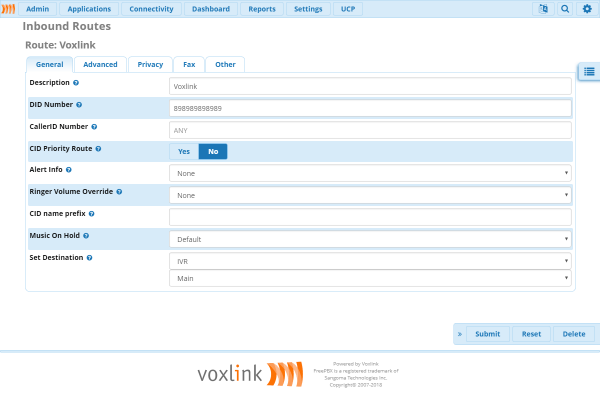 Admin Applications Connectivity Dashboard Reports Settings UCP
Inbound Routes
Route: Voxlink
General Advanced Privacy Fax Other
Description Voxlink
DID Number 898989898989
CallerID Number ANY
CID Priority Route Yes No
Alert Info None
Ringer Volume Override None
CID name prefix
Music On Hold Default
Set Destination IVR
Main
» Submit Reset Delete
voxlink
Powered by Voxlink
FreePBX is a registered trademark of
Sangoma Technologies Inc.
Copyright© 2007-2018